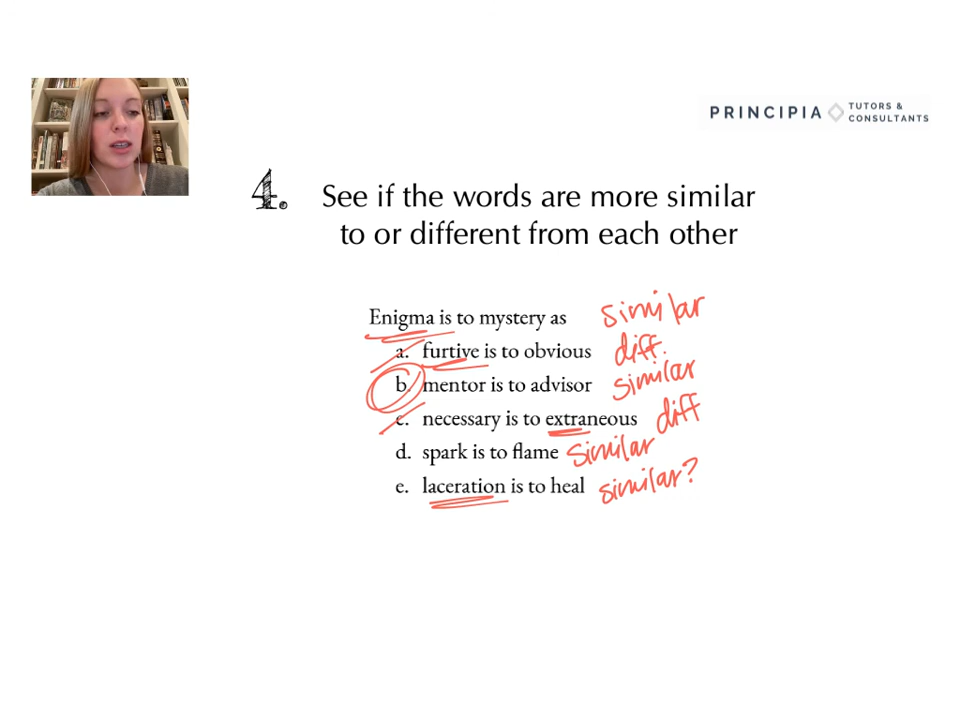 PRINCIPIA TUTORS & CONSULTANTS
4. See if the words are more similar
to or different from each other
Enigma is to mystery as similar
a. furtive is to obvious diff.
b. mentor is to advisor similar
c. necessary is to extraneous diff
d. spark is to flame similar
e. laceration is to heal similar?